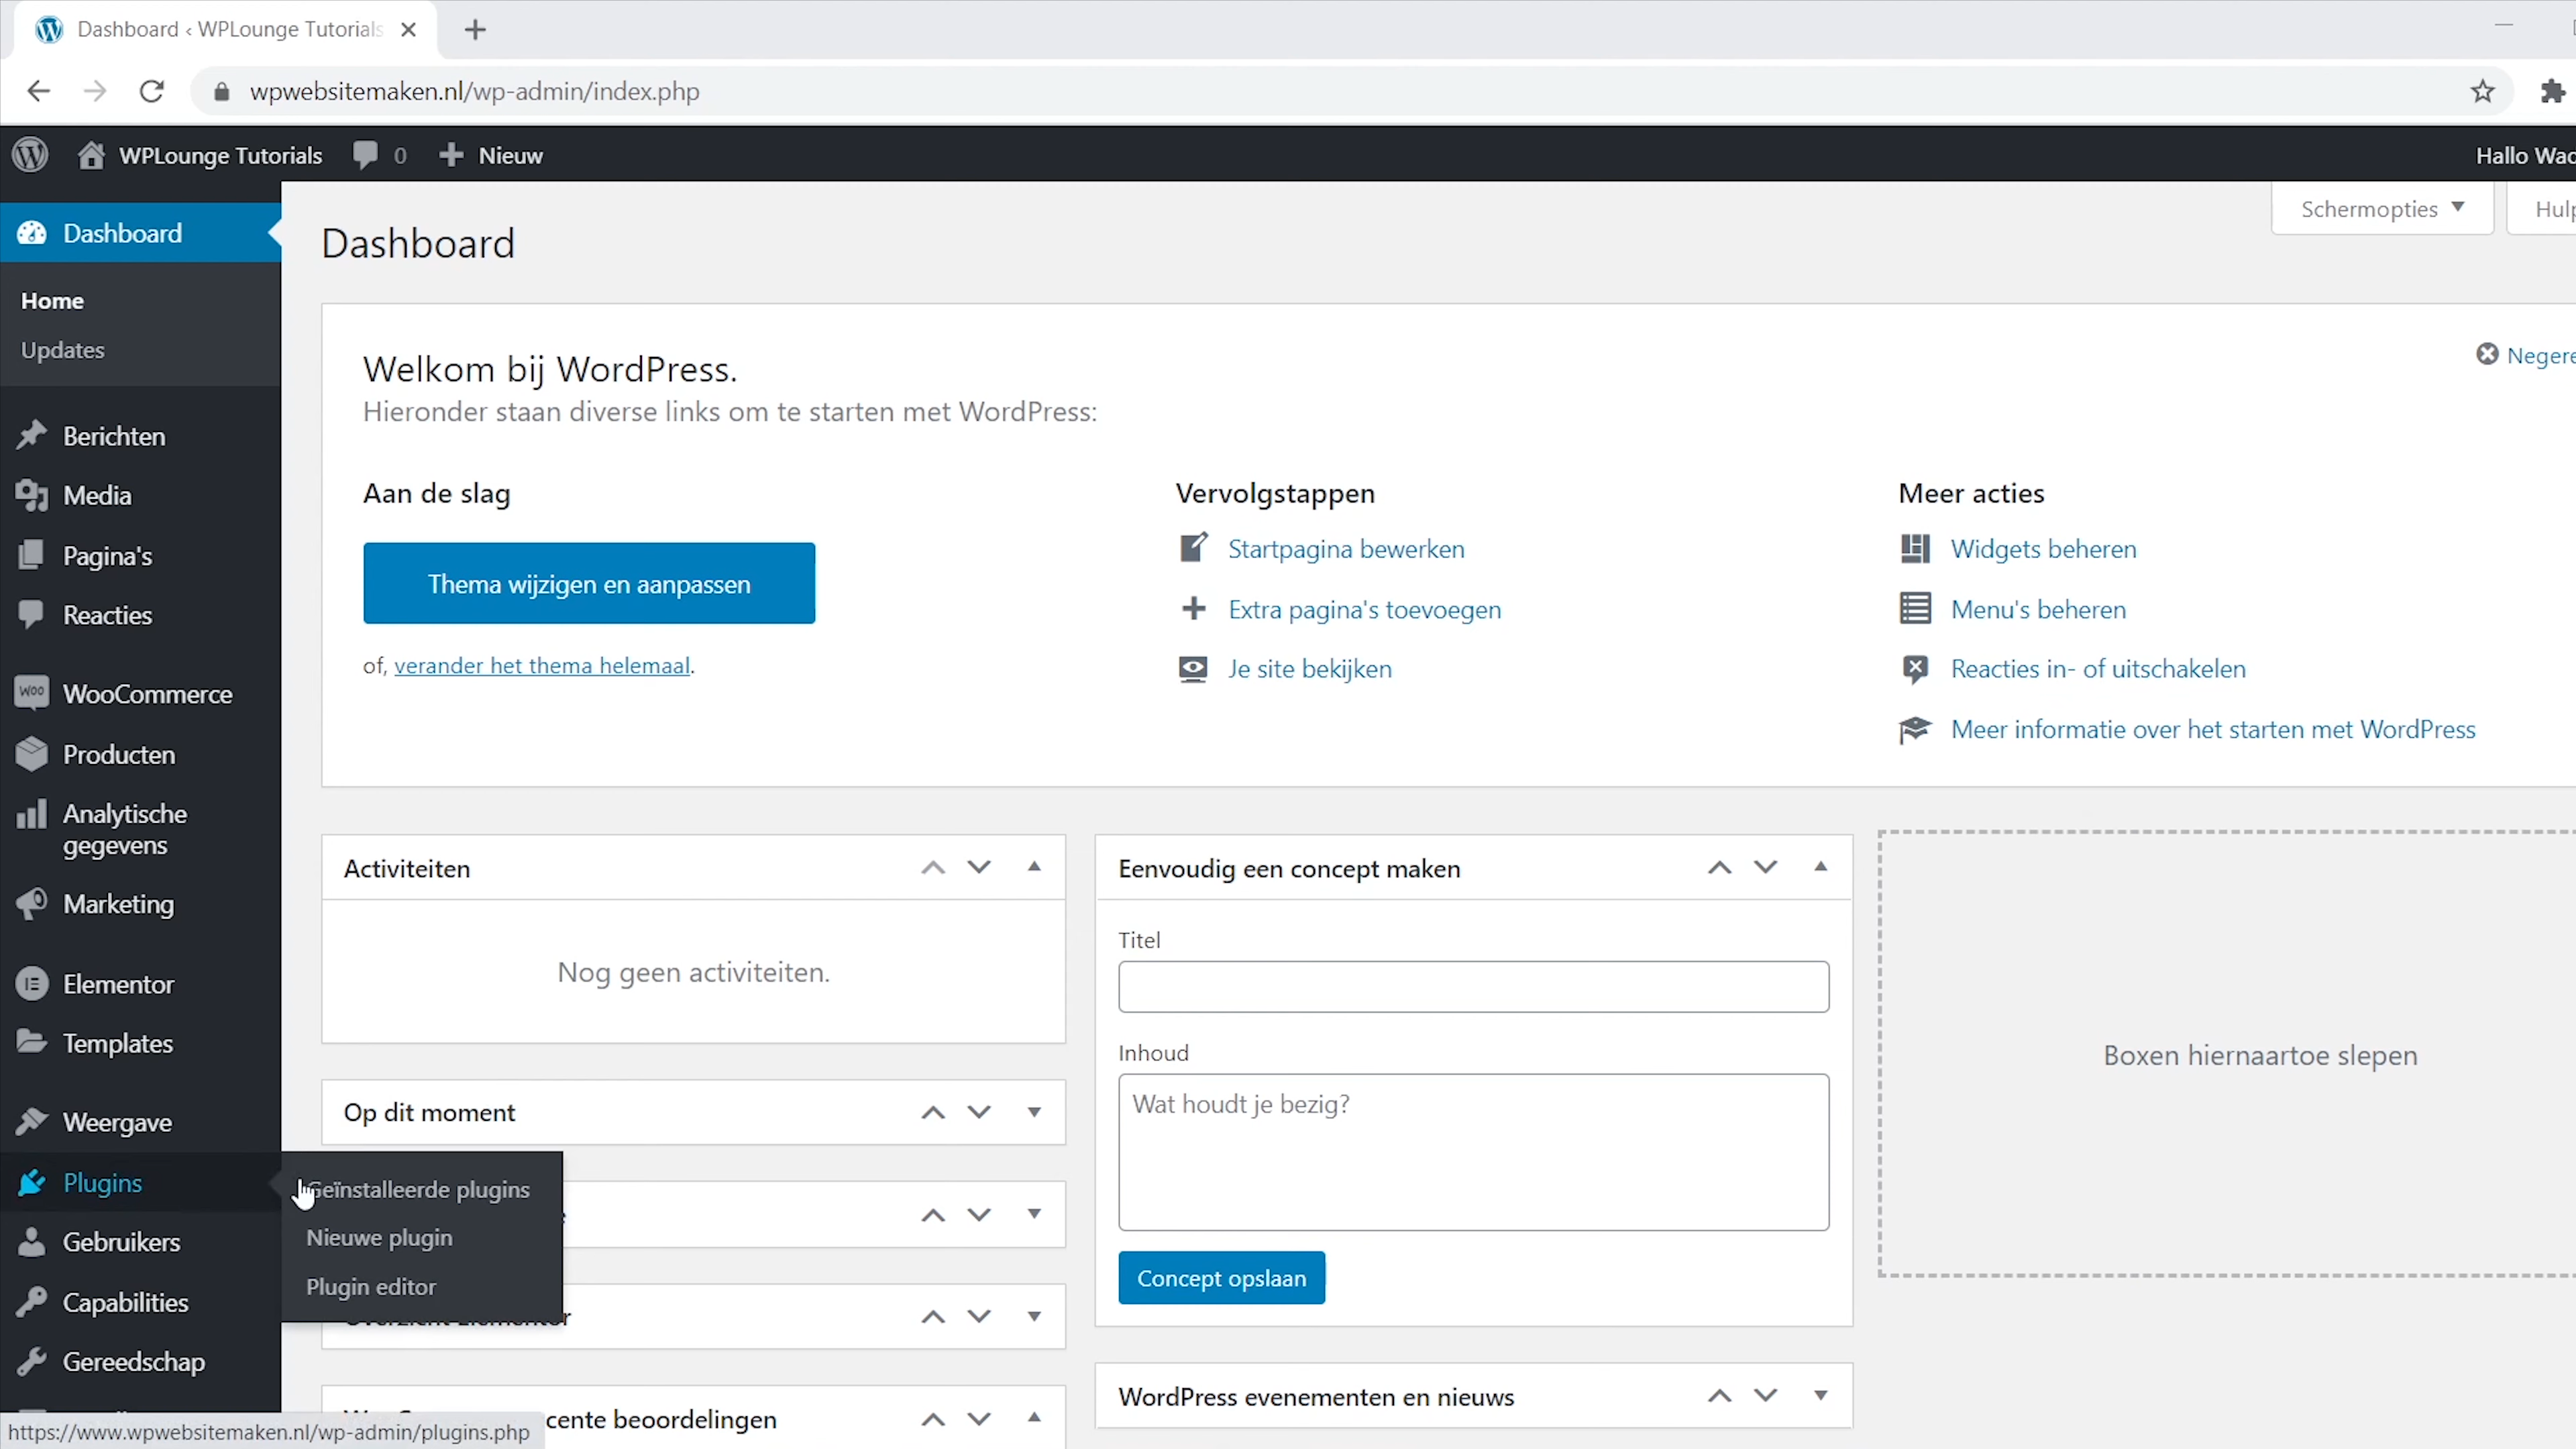 Dashboard ‹ WPLounge Tutorials
wpwebsitemaken.nl/wp-admin/index.php
WPLounge Tutorials
0
Nieuw
Hallo
Dashboard
Home
Updates
Berichten
Media
Pagina's
Reacties
WOO
WooCommerce
Producten
Analytische
gegevens
Marketing
Elementor
Templates
Weergave
Plugins
Geïnstalleerde plugins
Nieuwe plugin
Plugin editor
Gebruikers
Capabilities
Gereedschap
https://www.wpwebsitemaken.nl/wp-admin/plugins.php
Dashboard
Schermopties
Welkom bij WordPress.
Hieronder staan diverse links om te starten met WordPress:
Aan de slag
Thema wijzigen en aanpassen
of, verander het thema helemaal.
Vervolgstappen
Startpagina bewerken
Extra pagina's toevoegen
Je site bekijken
Meer acties
Widgets beheren
Menu's beheren
Reacties in- of uitschakelen
Meer informatie over het starten met WordPress
Activiteiten
Nog geen activiteiten.
Op dit moment
beoordelingen
Eenvoudig een concept maken
Titel
Inhoud
Wat houdt je bezig?
Concept opslaan
WordPress evenementen en nieuws
Boxen hiernaartoe slepen